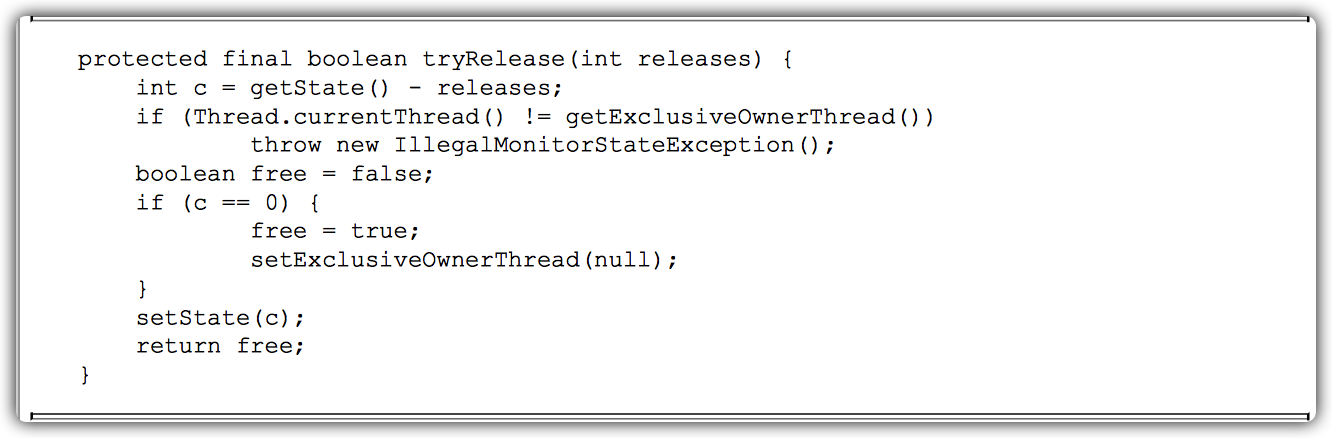 protected final boolean tryRelease(int releases) {
    int c = getState() - releases;
    if (Thread.currentThread() != getExclusiveOwnerThread())
            throw new IllegalMonitorStateException();
    boolean free = false;
    if (c == 0) {
            free = true;
            setExclusiveOwnerThread(null);
    }
    setState(c);
    return free;
}